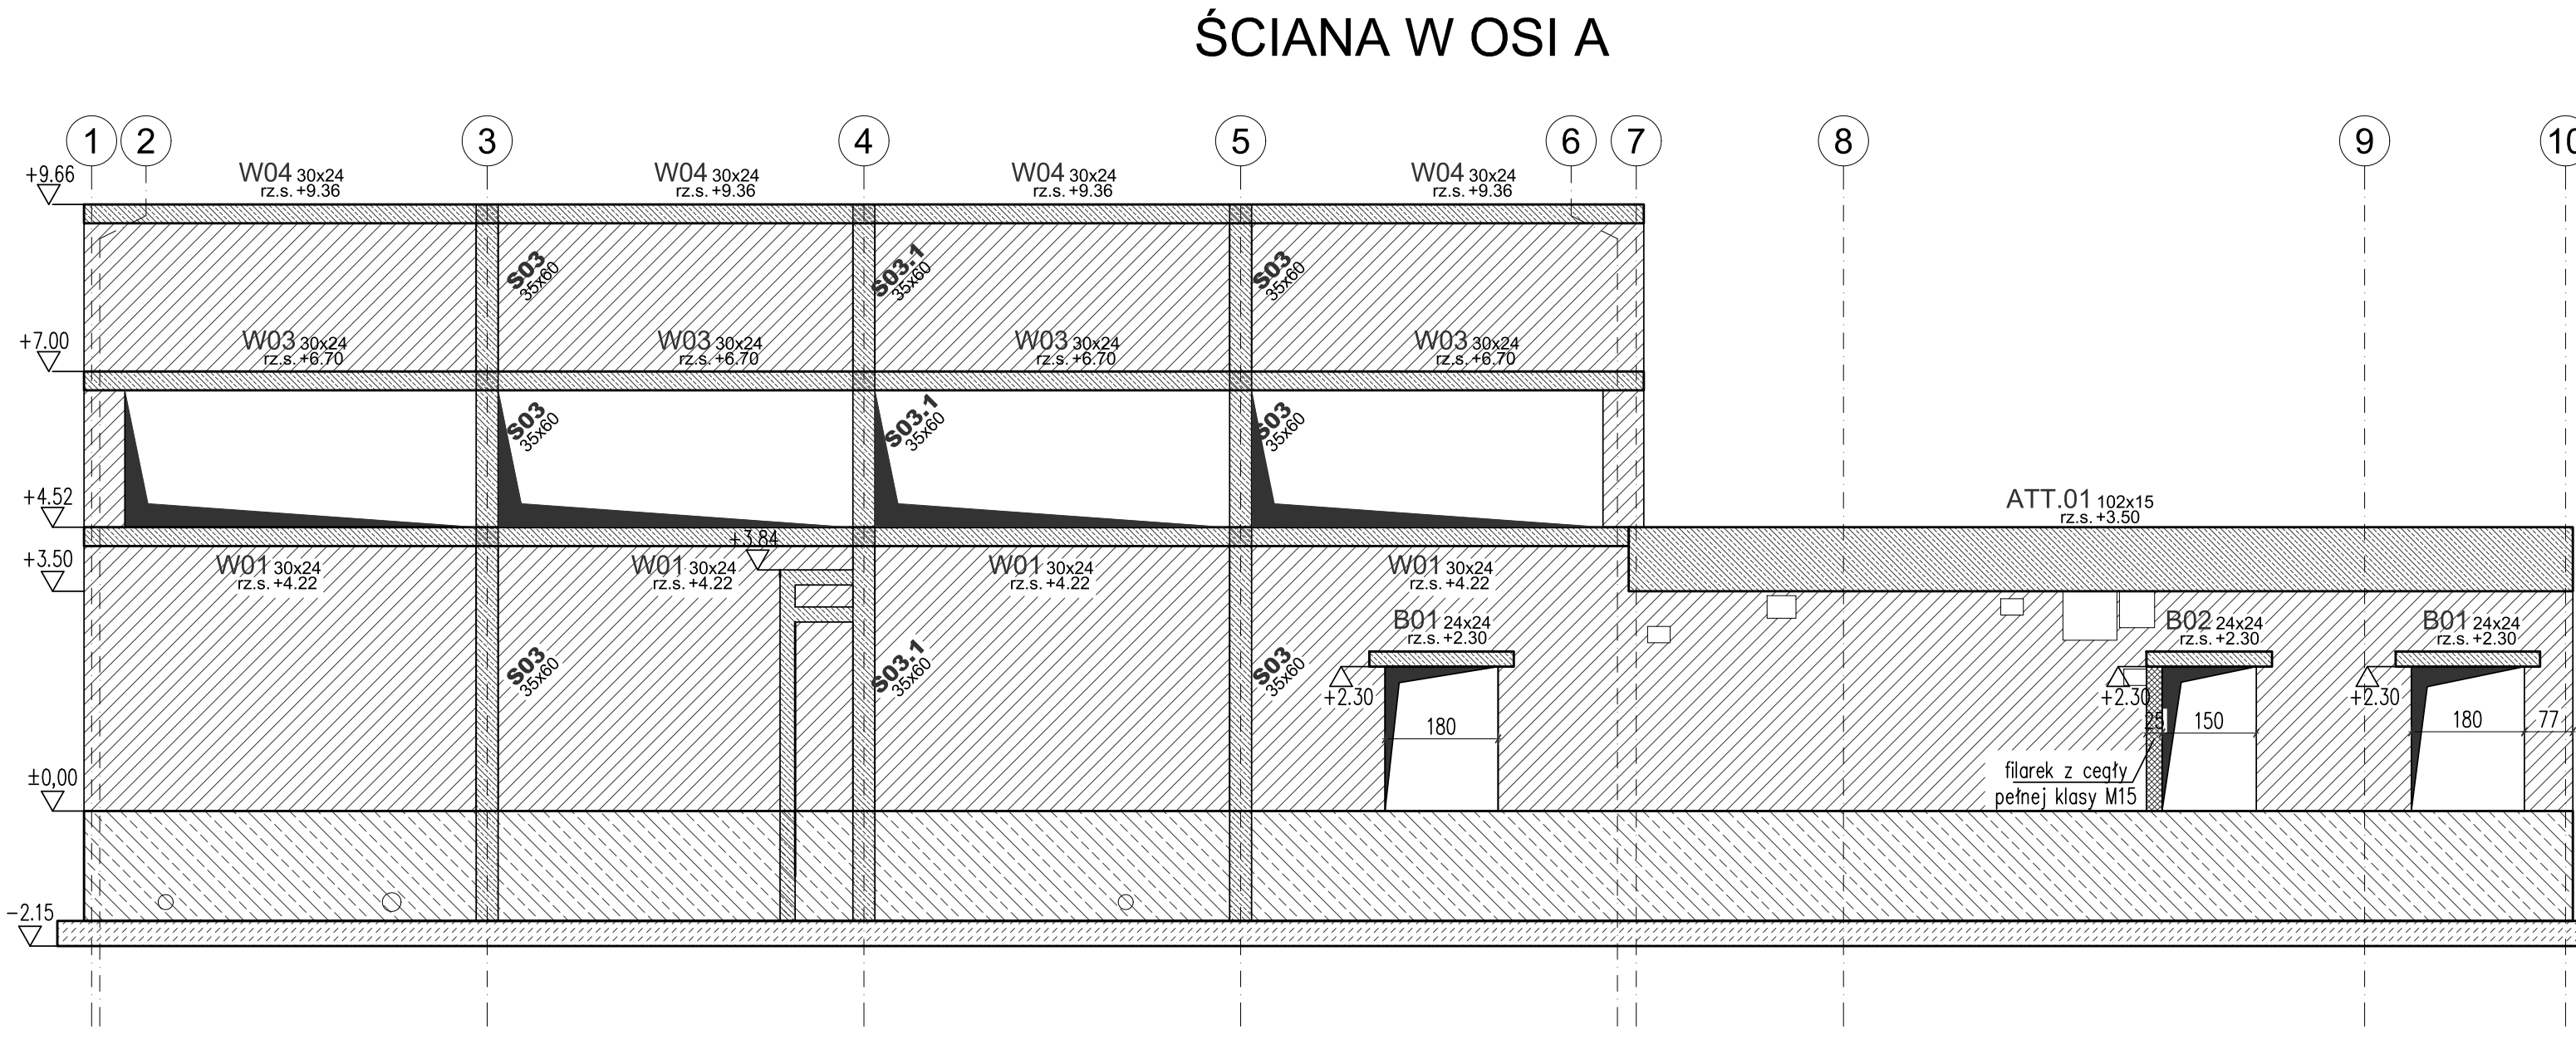 ŚCIANA W OSI A
1 2 3 4 5 6 7 8 9 10
+9.66
W04 30x24
rz.s. +9.36
W04 30x24
rz.s. +9.36
W04 30x24
rz.s. +9.36
W04 30x24
rz.s. +9.36
S03
35x60
S03.1
35x60
S03
35x60
+7.00
W03 30x24
rz.s. +6.70
W03 30x24
rz.s. +6.70
W03 30x24
rz.s. +6.70
W03 30x24
rz.s. +6.70
S03
35x60
S03.1
35x60
S03
35x60
+4.52
ATT.01 102x15
rz.s. +3.50
+3.84
+3.50
W01 30x24
rz.s. +4.22
W01 30x24
rz.s. +4.22
W01 30x24
rz.s. +4.22
W01 30x24
rz.s. +4.22
B01 24x24
rz.s. +2.30
B02 24x24
rz.s. +2.30
B01 24x24
rz.s. +2.30
S03
35x60
S03.1
35x60
S03
35x60
+2.30
+2.30
+2.30
180
25
150
180
77
filarek z cegły
pełnej klasy M15
±0,00
-2.15